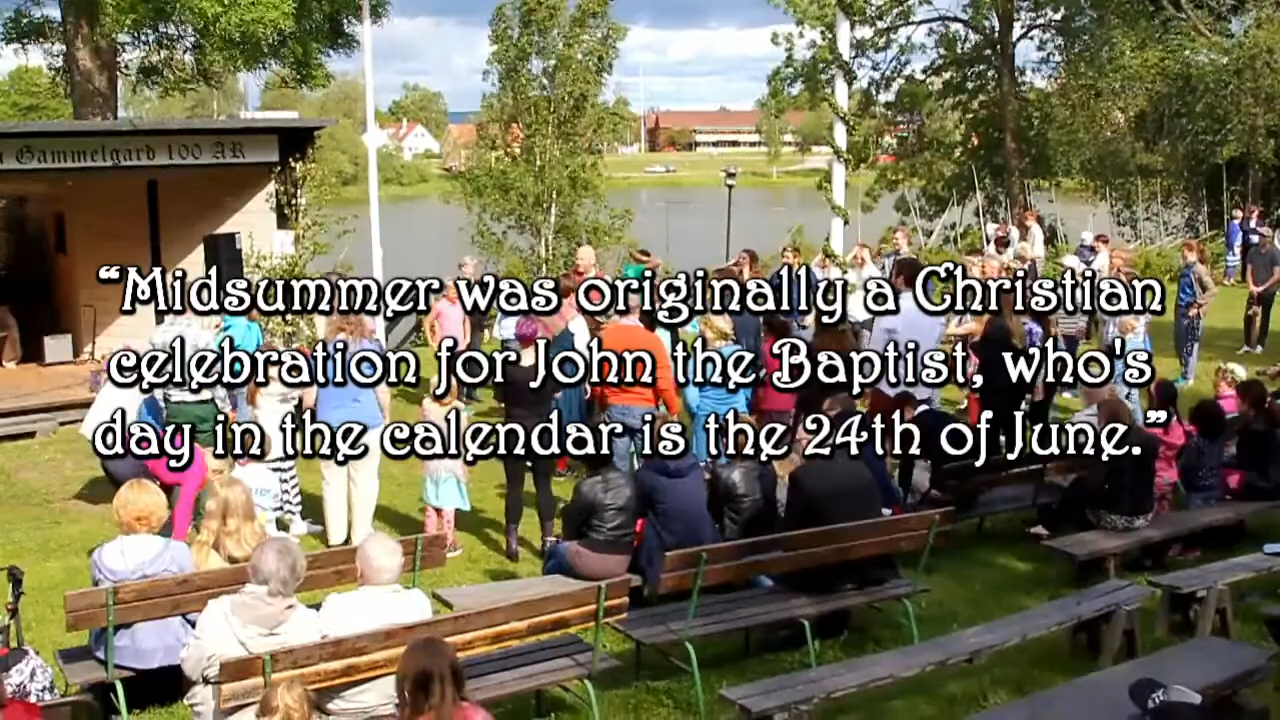 a Gammelgård 100 ÅR
“Midsummer was originally a Christian
celebration for John the Baptist, who's
day in the calendar is the 24th of June.”